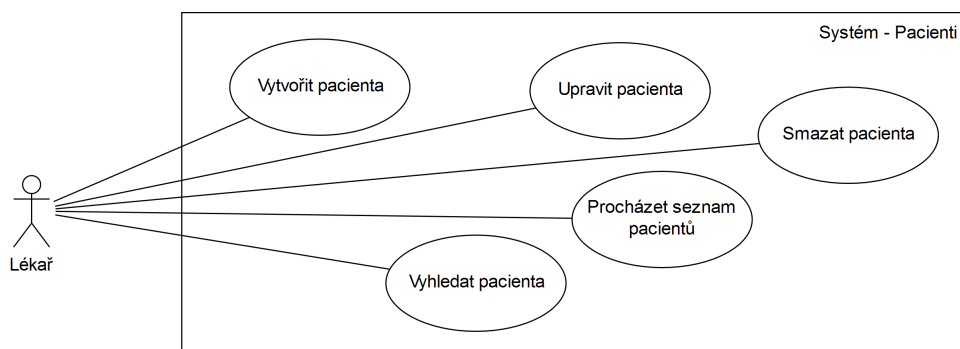 Systém - Pacienti
Vytvořit pacienta
Upravit pacienta
Smazat pacienta
Procházet seznam
pacientů
Lékař
Vyhledat pacienta